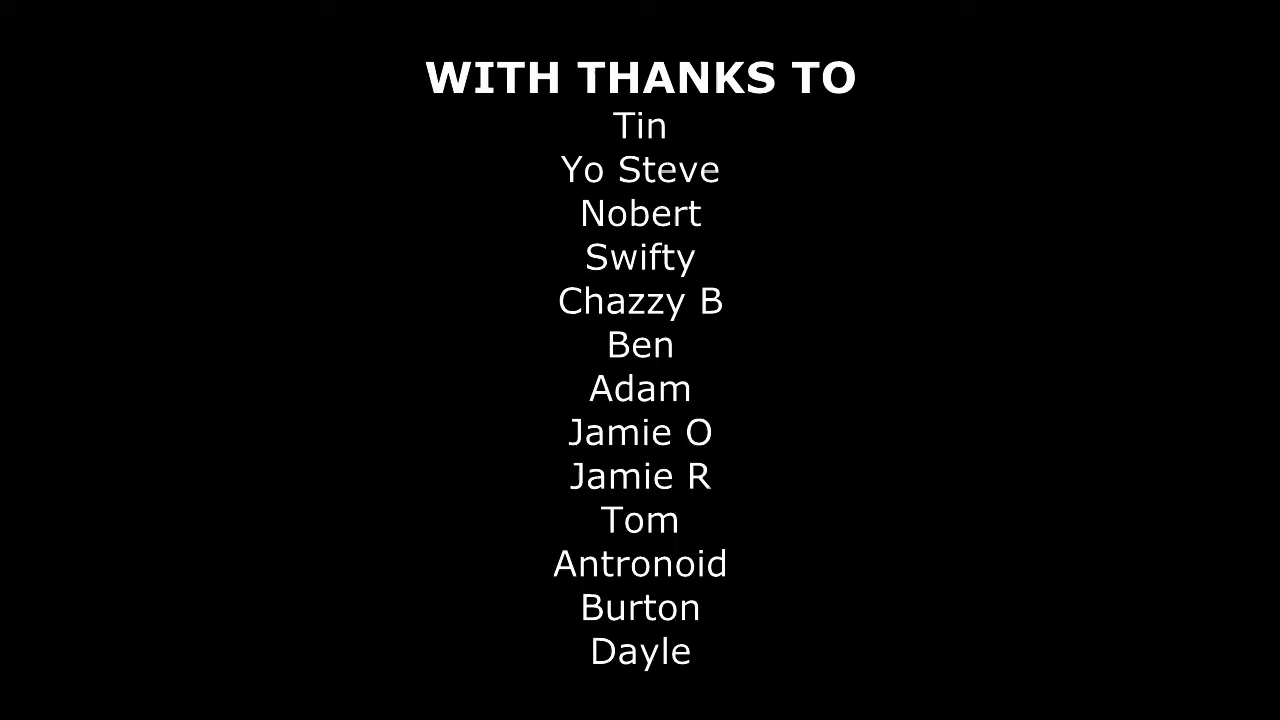 WITH THANKS TO
Tin
Yo Steve
Nobert
Swifty
Chazzy B
Ben
Adam
Jamie O
Jamie R
Tom
Antronoid
Burton
Dayle